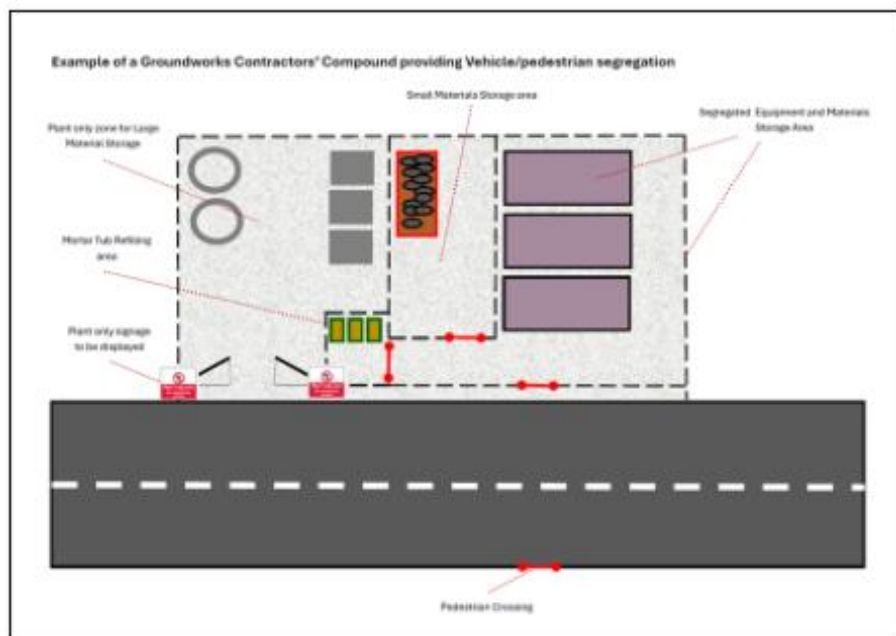 Example of a Groundworks Contractors' Compound providing Vehicle/pedestrian segregation
Small Materials Storage area
Plant only zone for Large
Material Storage
Segregated Equipment and Materials
Storage Area
Mortar Tub Refilling
area
Plant only signage
to be displayed
Pedestrian Crossing